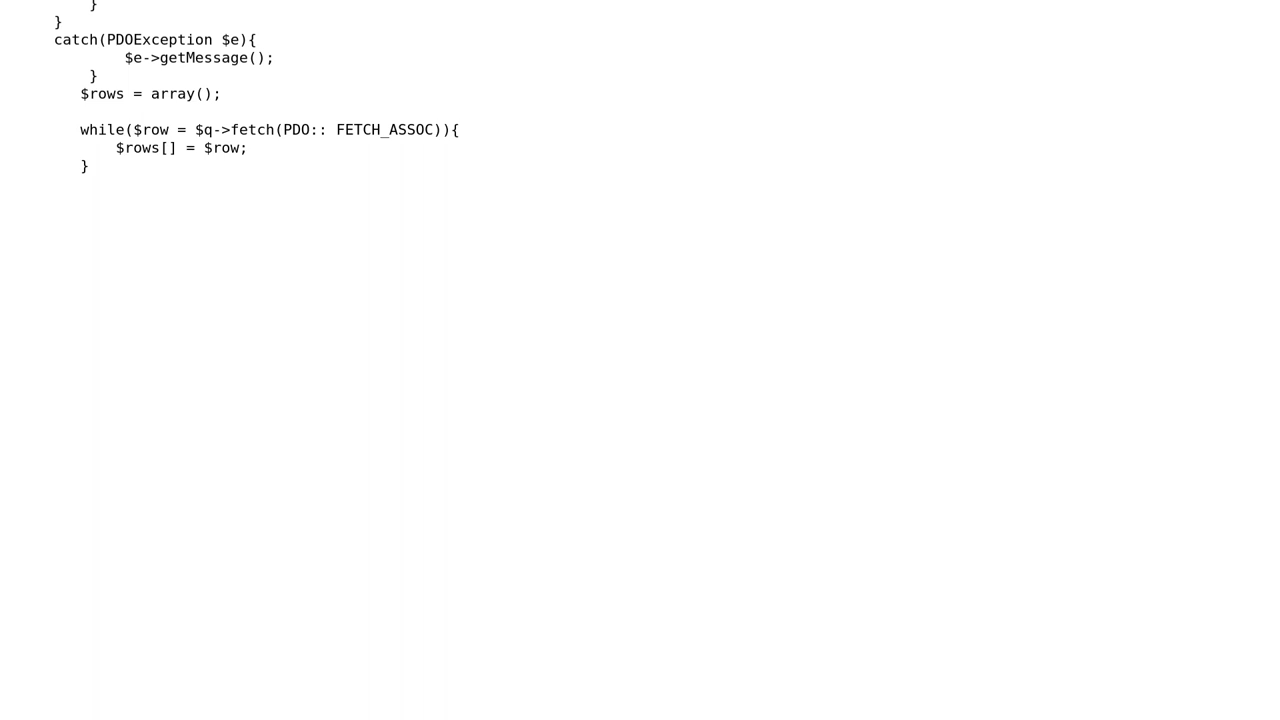 }
}
catch(PDOException $e){
$e->getMessage();
}
$rows = array();
while($row = $q->fetch(PDO:: FETCH_ASSOC)){
$rows[] = $row;
}